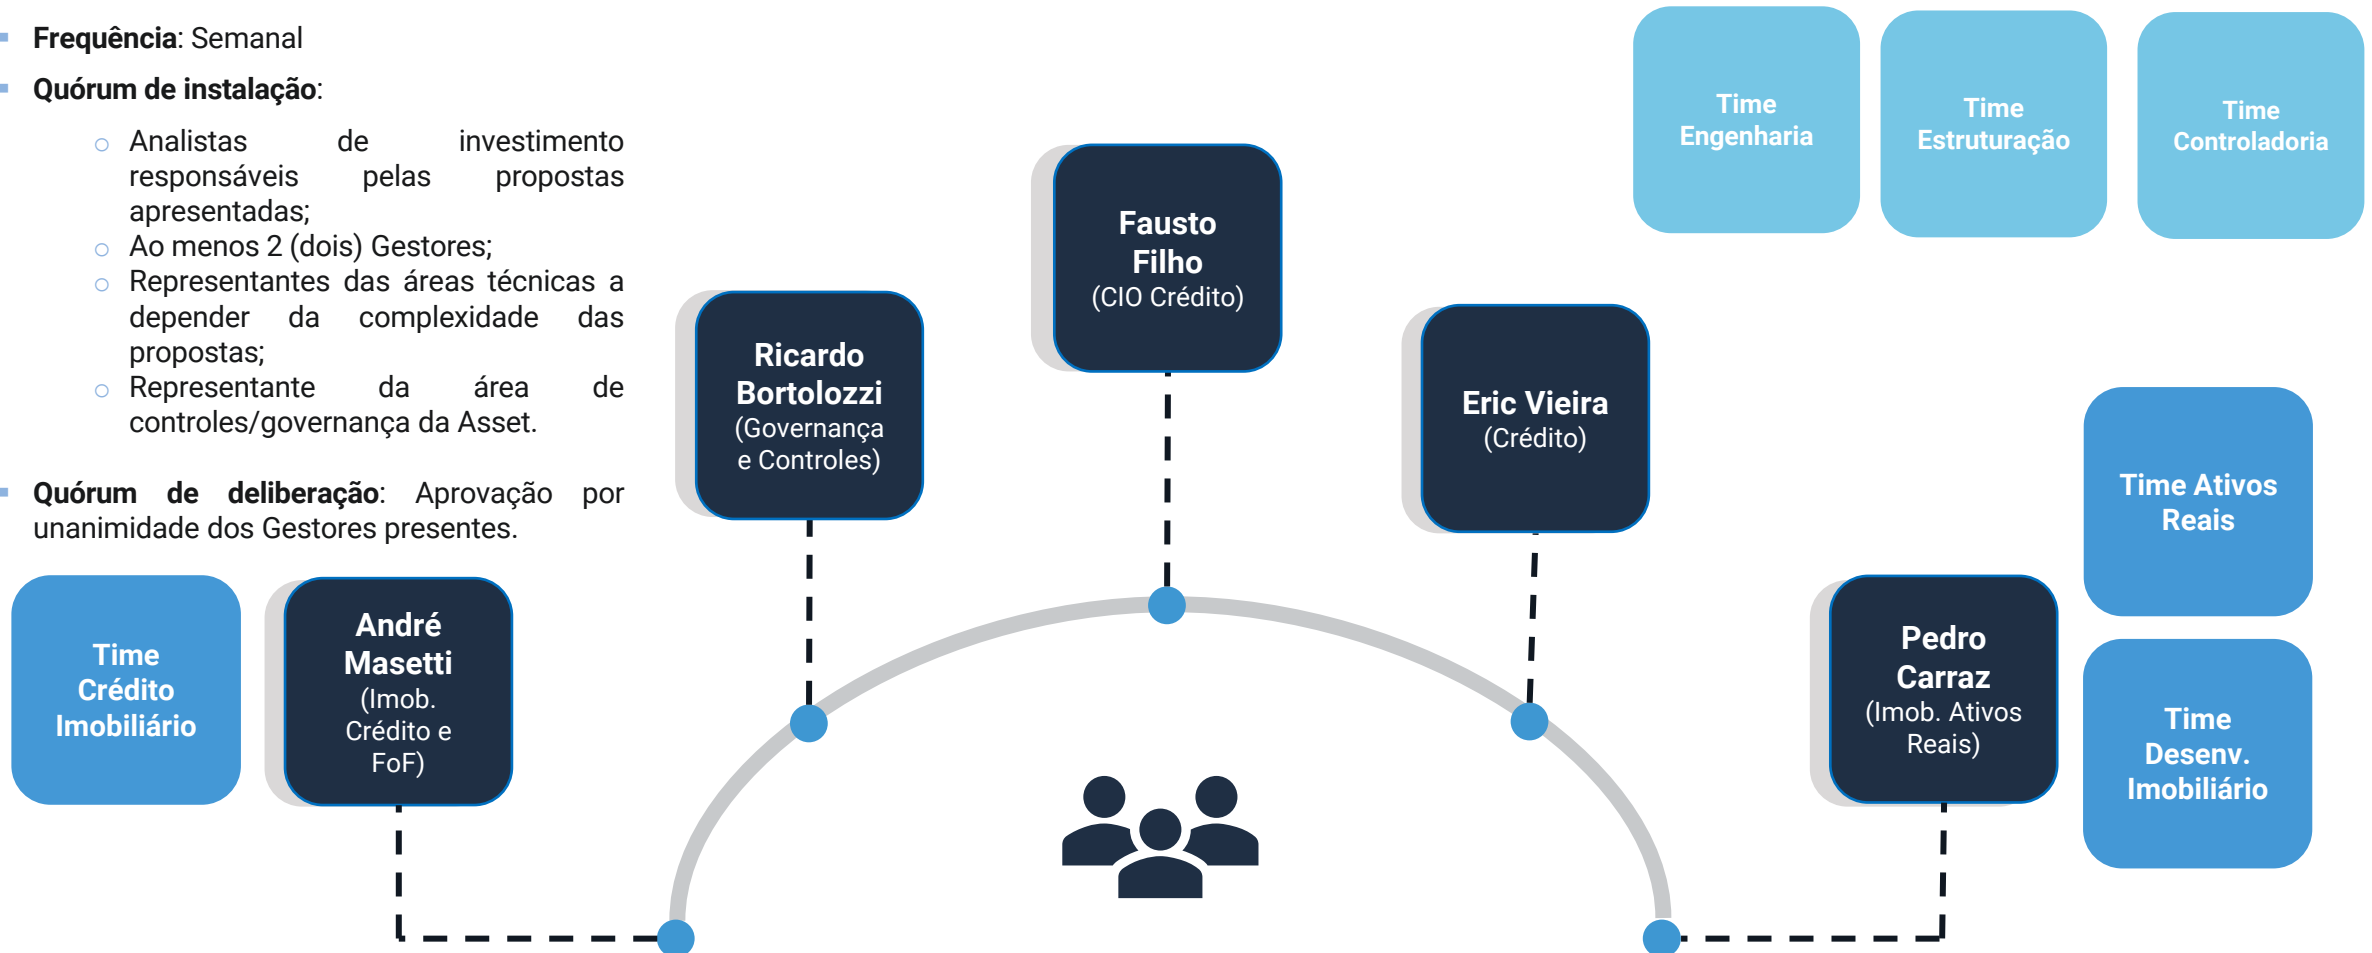 Frequência: Semanal
Quórum de instalação:
Analistas de investimento
responsáveis pelas propostas
apresentadas;
Ao menos 2 (dois) Gestores;
Representantes das áreas técnicas a
depender da complexidade das
propostas;
Representante da área de
controles/governança da Asset.
Quórum de deliberação: Aprovação por
unanimidade dos Gestores presentes.
Time
Crédito
Imobiliário
André
Masetti
(Imob.
Crédito e
FoF)
Ricardo
Bortolozzi
(Governança
e Controles)
Fausto
Filho
(CIO Crédito)
Eric Vieira
(Crédito)
Pedro
Carraz
(Imob. Ativos
Reais)
Time
Engenharia
Time
Estruturação
Time
Controladoria
Time Ativos
Reais
Time
Desenv.
Imobiliário